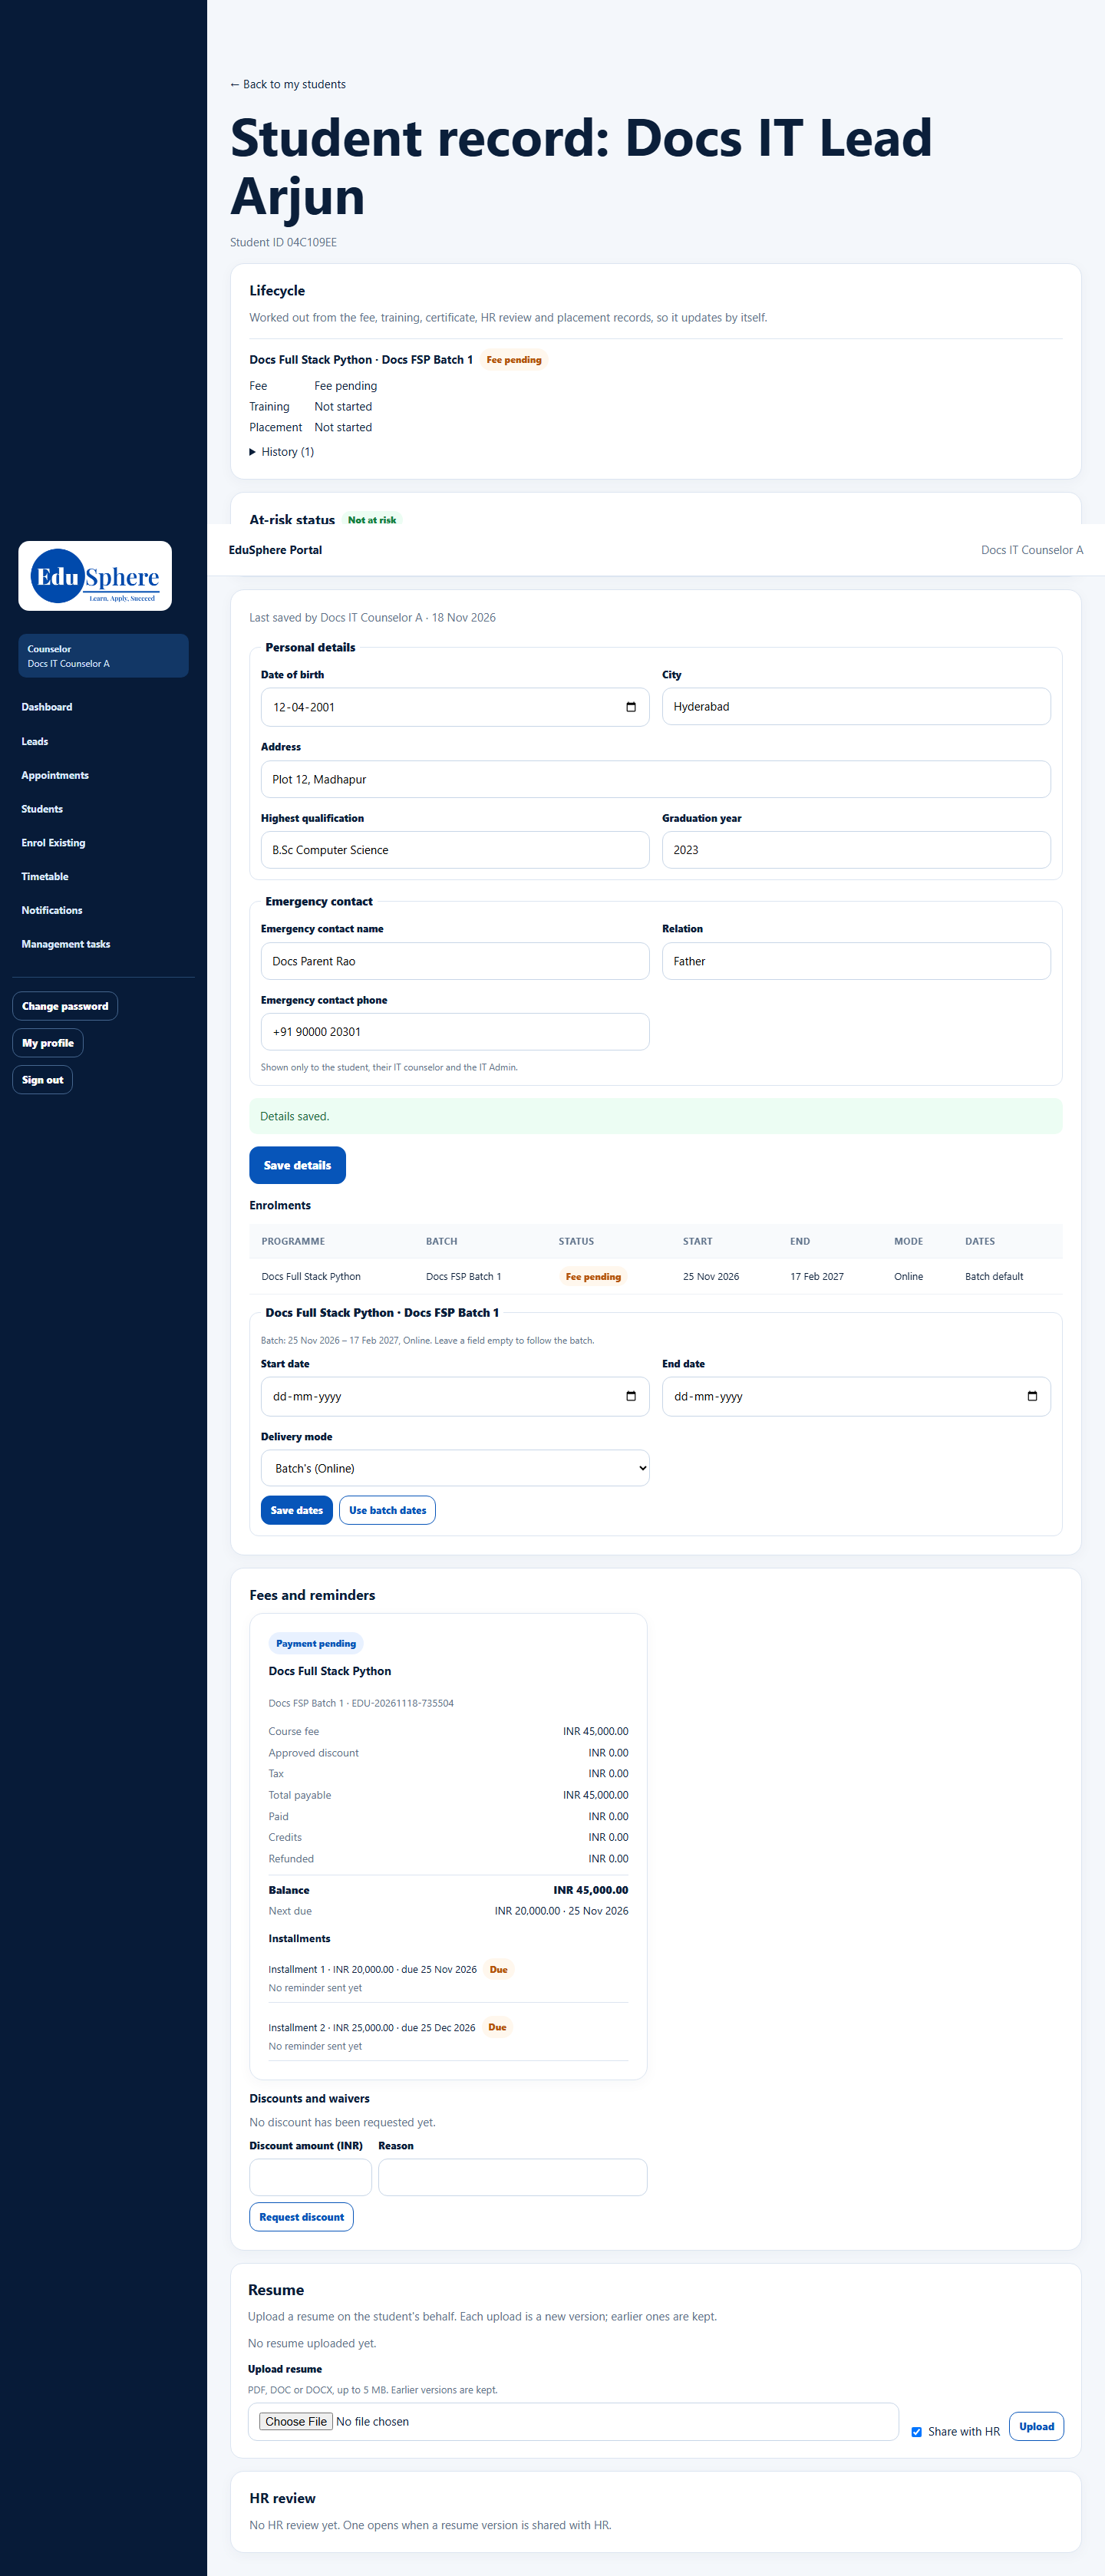 ← Back to my students
Student record: Docs IT Lead
Arjun
Student ID 04C109EE
Lifecycle
Worked out from the fee, training, certificate, HR review and placement records, so it updates by itself.
Docs Full Stack Python · Docs FSP Batch 1 Fee pending
Fee Fee pending
Training Not started
Placement Not started
▶ History (1)
At-risk status Not at risk
EduSphere Portal Docs IT Counselor A
EduSphere
Learn, Apply, Succeed
Counselor
Docs IT Counselor A
Dashboard
Leads
Appointments
Students
Enrol Existing
Timetable
Notifications
Management tasks
Change password
My profile
Sign out
Last saved by Docs IT Counselor A · 18 Nov 2026
Personal details
Date of birth City
12-04-2001 Hyderabad
Address
Plot 12, Madhapur
Highest qualification Graduation year
B.Sc Computer Science 2023
Emergency contact
Emergency contact name Relation
Docs Parent Rao Father
Emergency contact phone
+91 90000 20301
Shown only to the student, their IT counselor and the IT Admin.
Details saved.
Save details
Enrolments
PROGRAMME BATCH STATUS START END MODE DATES
Docs Full Stack Python Docs FSP Batch 1 Fee pending 25 Nov 2026 17 Feb 2027 Online Batch default
Docs Full Stack Python · Docs FSP Batch 1
Batch: 25 Nov 2026 – 17 Feb 2027, Online. Leave a field empty to follow the batch.
Start date End date
dd-mm-yyyy dd-mm-yyyy
Delivery mode
Batch's (Online)
Save dates Use batch dates
Fees and reminders
Payment pending
Docs Full Stack Python
Docs FSP Batch 1 · EDU-20261118-735504
Course fee INR 45,000.00
Approved discount INR 0.00
Tax INR 0.00
Total payable INR 45,000.00
Paid INR 0.00
Credits INR 0.00
Refunded INR 0.00
Balance INR 45,000.00
Next due INR 20,000.00 · 25 Nov 2026
Installments
Installment 1 · INR 20,000.00 · due 25 Nov 2026 Due
No reminder sent yet
Installment 2 · INR 25,000.00 · due 25 Dec 2026 Due
No reminder sent yet
Discounts and waivers
No discount has been requested yet.
Discount amount (INR) Reason
Request discount
Resume
Upload a resume on the student's behalf. Each upload is a new version; earlier ones are kept.
No resume uploaded yet.
Upload resume
PDF, DOC or DOCX, up to 5 MB. Earlier versions are kept.
Choose File No file chosen Share with HR Upload
HR review
No HR review yet. One opens when a resume version is shared with HR.